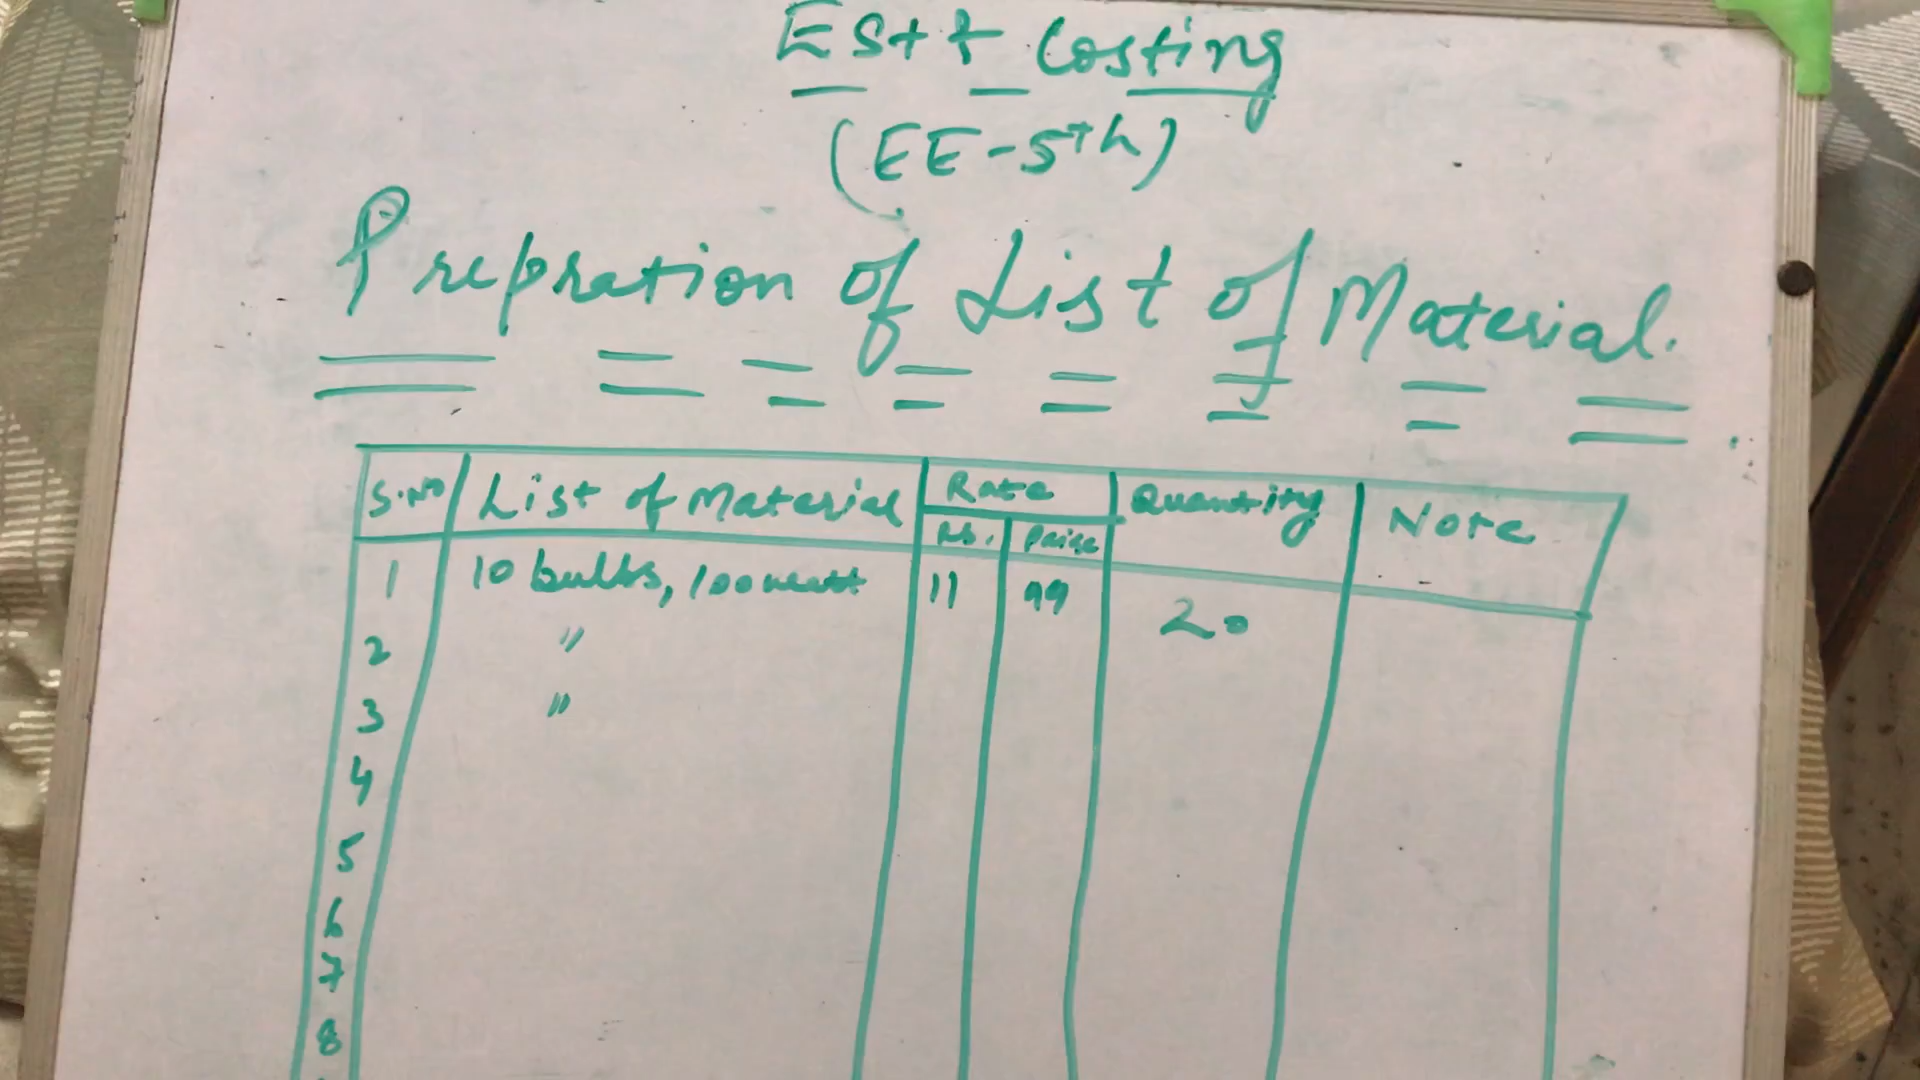 Est & Costing
(EE-5th)
Prepration of List of Material.
S.No List of Material Rate Quantity Note
Rs. Paise
1 10 bulbs, 100 watt 11 99 20
2 "
3 "
4
5
6
7
8